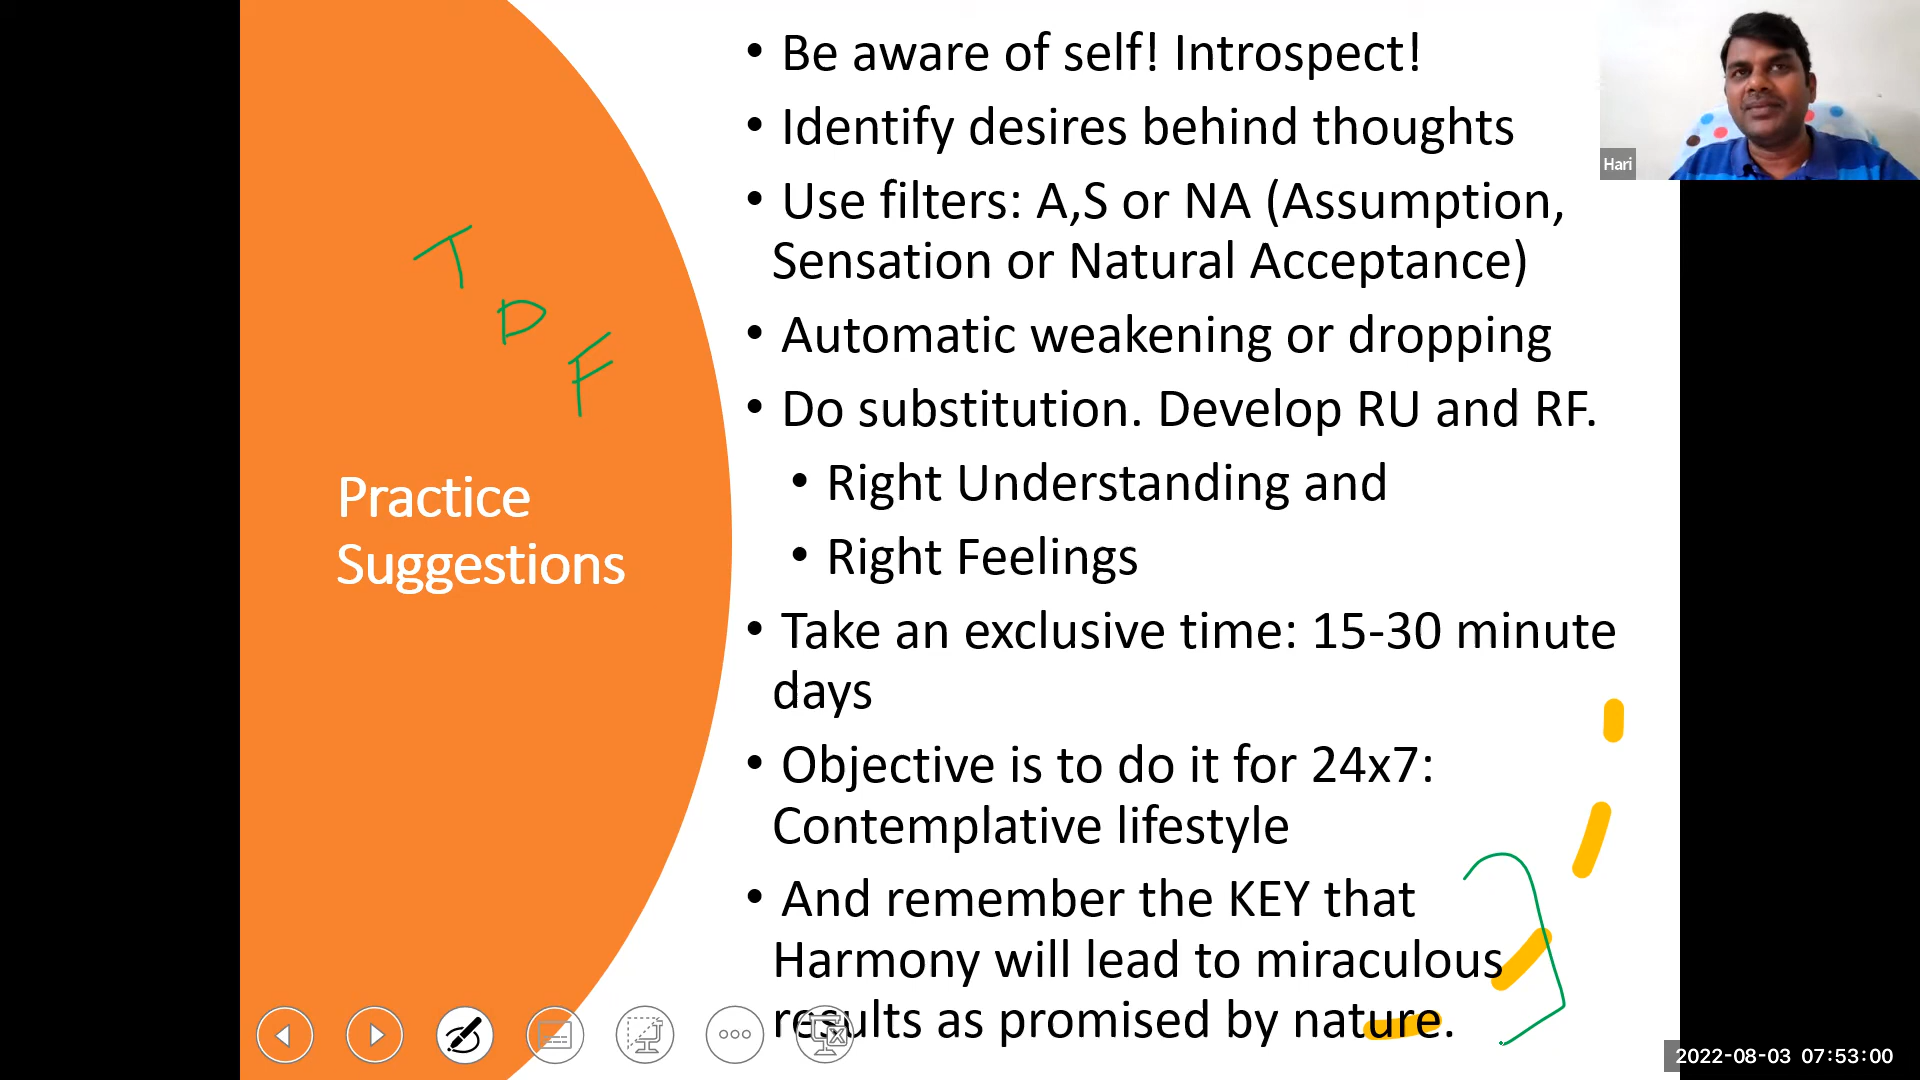 Be aware of self! Introspect!
Identify desires behind thoughts
Use filters: A,S or NA (Assumption,
Sensation or Natural Acceptance)
Automatic weakening or dropping
Do substitution. Develop RU and RF.
Right Understanding and
Right Feelings
Take an exclusive time: 15-30 minute
days
Objective is to do it for 24x7:
Contemplative lifestyle
And remember the KEY that
Harmony will lead to miraculous
results as promised by nature.
T
D
F
Practice
Suggestions
Hari
2022-08-03 07:53:00